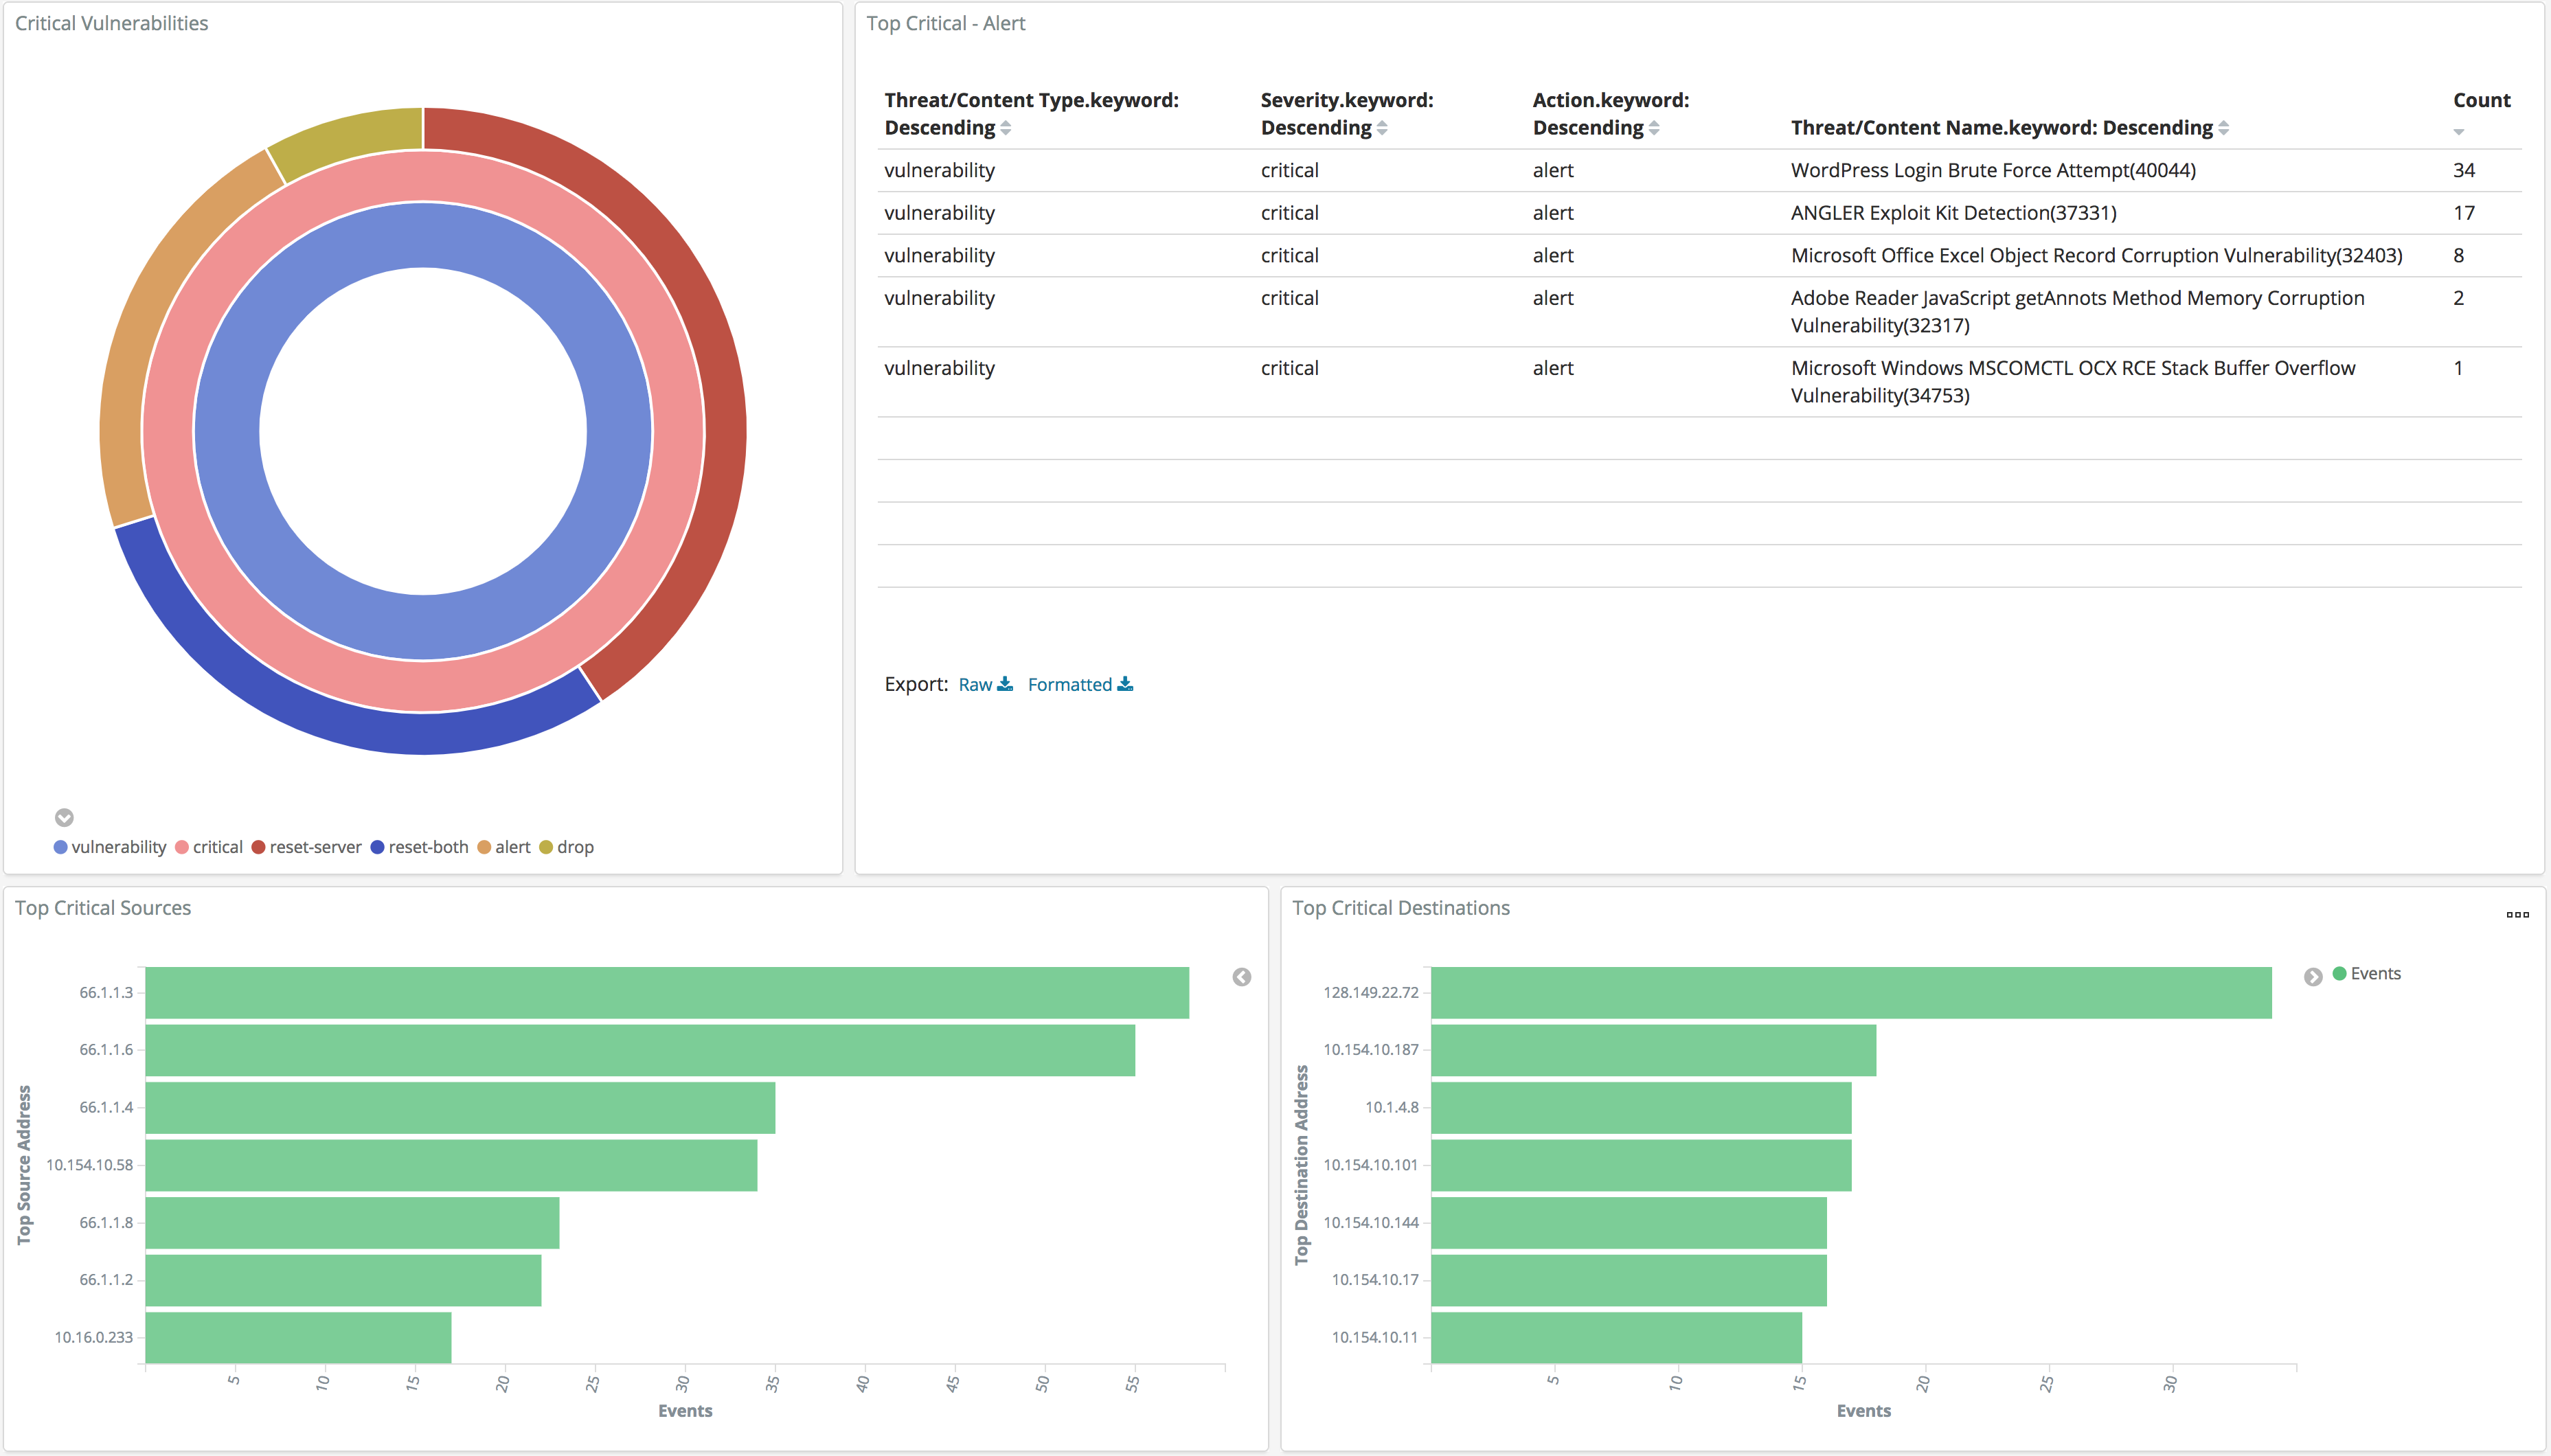 Critical Vulnerabilities
vulnerability critical reset-server reset-both alert drop
Top Critical - Alert
Threat/Content Type.keyword: Descending Severity.keyword: Descending Action.keyword: Descending Threat/Content Name.keyword: Descending Count
vulnerability critical alert WordPress Login Brute Force Attempt(40044) 34
vulnerability critical alert ANGLER Exploit Kit Detection(37331) 17
vulnerability critical alert Microsoft Office Excel Object Record Corruption Vulnerability(32403) 8
vulnerability critical alert Adobe Reader JavaScript getAnnots Method Memory Corruption 2
Vulnerability(32317)
vulnerability critical alert Microsoft Windows MSCOMCTL OCX RCE Stack Buffer Overflow 1
Vulnerability(34753)
Export: Raw Formatted
Top Critical Sources
Top Source Address
66.1.1.3
66.1.1.6
66.1.1.4
10.154.10.58
66.1.1.8
66.1.1.2
10.16.0.233
5 10 15 20 25 30 35 40 45 50 55
Events
Top Critical Destinations
Events
Top Destination Address
128.149.22.72
10.154.10.187
10.1.4.8
10.154.10.101
10.154.10.144
10.154.10.17
10.154.10.11
5 10 15 20 25 30
Events